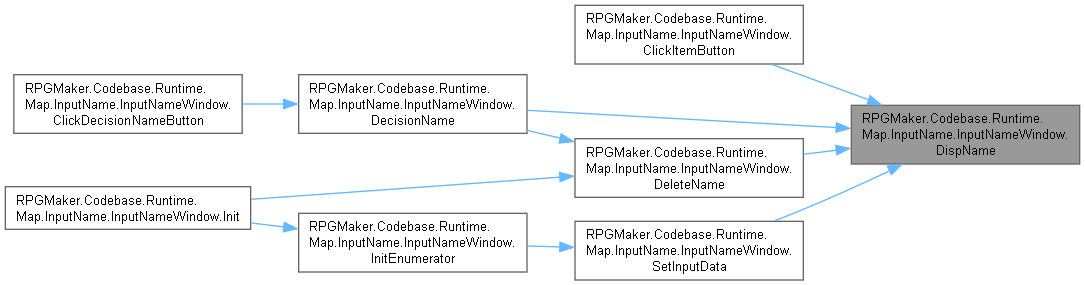 RPGMaker.Codebase.Runtime.
Map.InputName.InputNameWindow.
ClickItemButton
RPGMaker.Codebase.Runtime.
Map.InputName.InputNameWindow.
ClickDecisionNameButton
RPGMaker.Codebase.Runtime.
Map.InputName.InputNameWindow.
DecisionName
RPGMaker.Codebase.Runtime.
Map.InputName.InputNameWindow.
DispName
RPGMaker.Codebase.Runtime.
Map.InputName.InputNameWindow.
DeleteName
RPGMaker.Codebase.Runtime.
Map.InputName.InputNameWindow.Init
RPGMaker.Codebase.Runtime.
Map.InputName.InputNameWindow.
InitEnumerator
RPGMaker.Codebase.Runtime.
Map.InputName.InputNameWindow.
SetInputData